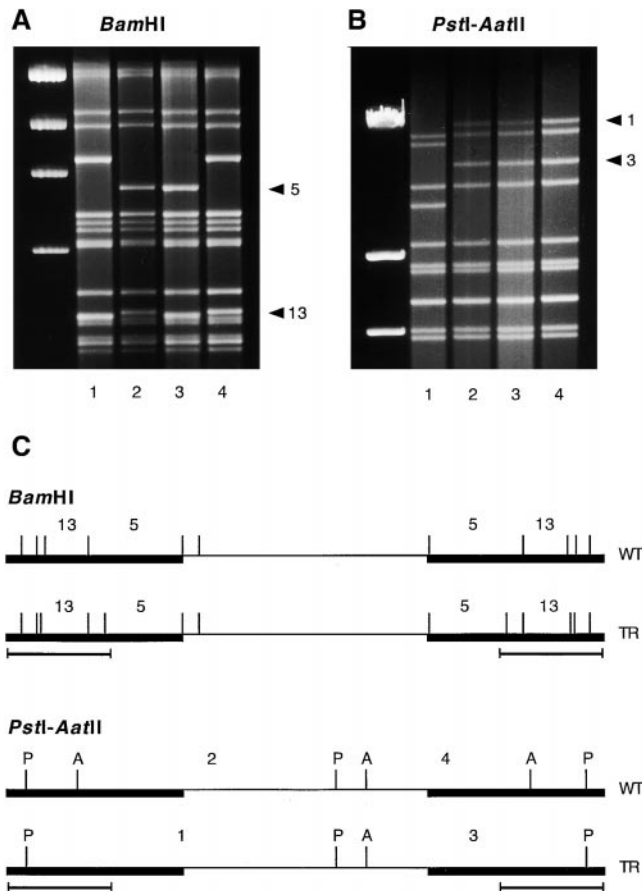 A
BamHI
5
13
1 2 3 4
B
PstI-AatII
1
3
1 2 3 4
C
BamHI
13 5 5 13
WT
13 5 5 13
TR
PstI-AatII
P A 2 P A 4 A P
WT
P 1 P A 3 P
TR